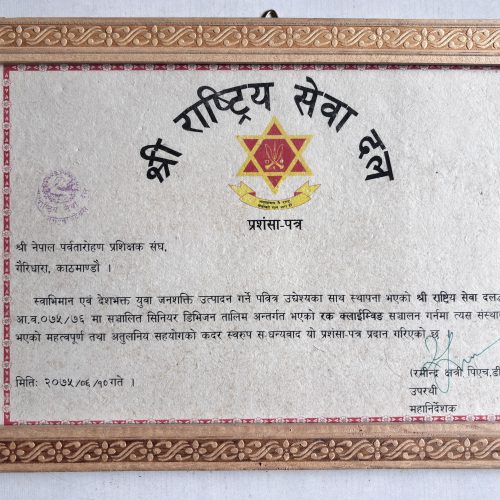 श्री राष्ट्रिय सेवा दल
प्रशंसा-पत्र
श्री नेपाल पर्वतारोहण प्रशिक्षक संघ,
गैरिधारा, काठमाण्डौ ।
स्वाभिमान एवं देशभक्त युवा जनशक्ति उत्पादन गर्ने पवित्र उद्देश्यका साथ स्थापना भएको श्री राष्ट्रिय सेवा दलद्
आ.व.०७५/७६ मा सञ्चालित सिनियर डिभिजन तालिम अन्तर्गत भएको रक क्लाईम्विङ सञ्चालन गर्नमा त्यस संस्था
भएको महत्वपूर्ण तथा अतुलनिय सहयोगको कदर स्वरुप स-धन्यवाद यो प्रशंसा-पत्र प्रदान गरिएको छ
मितिः २०७५/०६/१० गते ।
(रमीन्द्र क्षेत्री पिएच.डी
उपरथी
महानिर्देशक